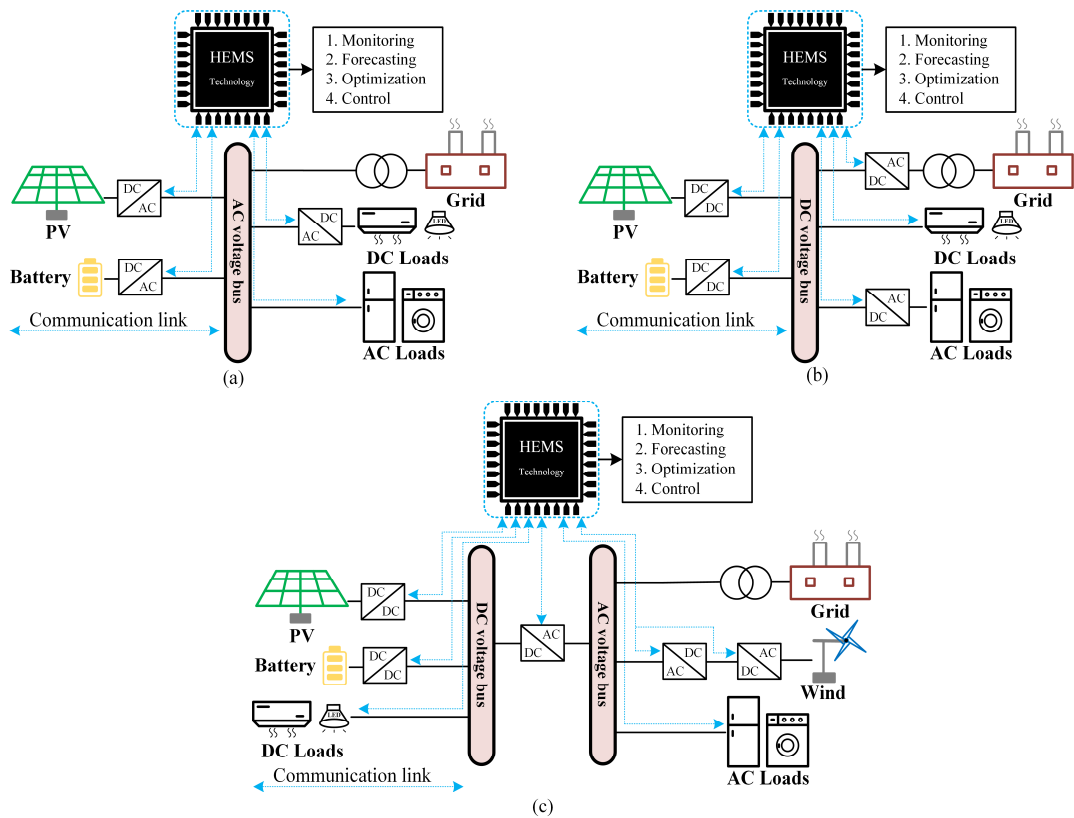 HEMS
Technology
1. Monitoring
2. Forecasting
3. Optimization
4. Control
DC
AC
PV
Battery
DC
AC
Communication link
AC voltage bus
Grid
DC
AC
LED
DC Loads
AC Loads
(a)
HEMS
Technology
1. Monitoring
2. Forecasting
3. Optimization
4. Control
DC
DC
PV
Battery
DC
DC
Communication link
DC voltage bus
AC
DC
Grid
LED
DC Loads
AC
DC
AC Loads
(b)
HEMS
Technology
1. Monitoring
2. Forecasting
3. Optimization
4. Control
DC
DC
PV
Battery
DC
DC
LED
DC Loads
Communication link
DC voltage bus
AC
DC
AC voltage bus
Grid
DC
AC
AC
DC
Wind
AC Loads
(c)